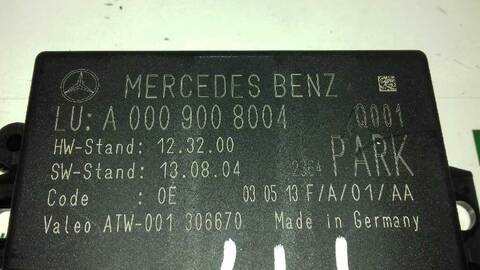 MERCEDES BENZ
LU: A 000 900 8004 Q001
HW-Stand: 12.32.00
SW-Stand: 13.08.04 PARK
Code : 0E 03 05 13 F/A/01/AA
Valeo ATW-001 306670 Made in Germany